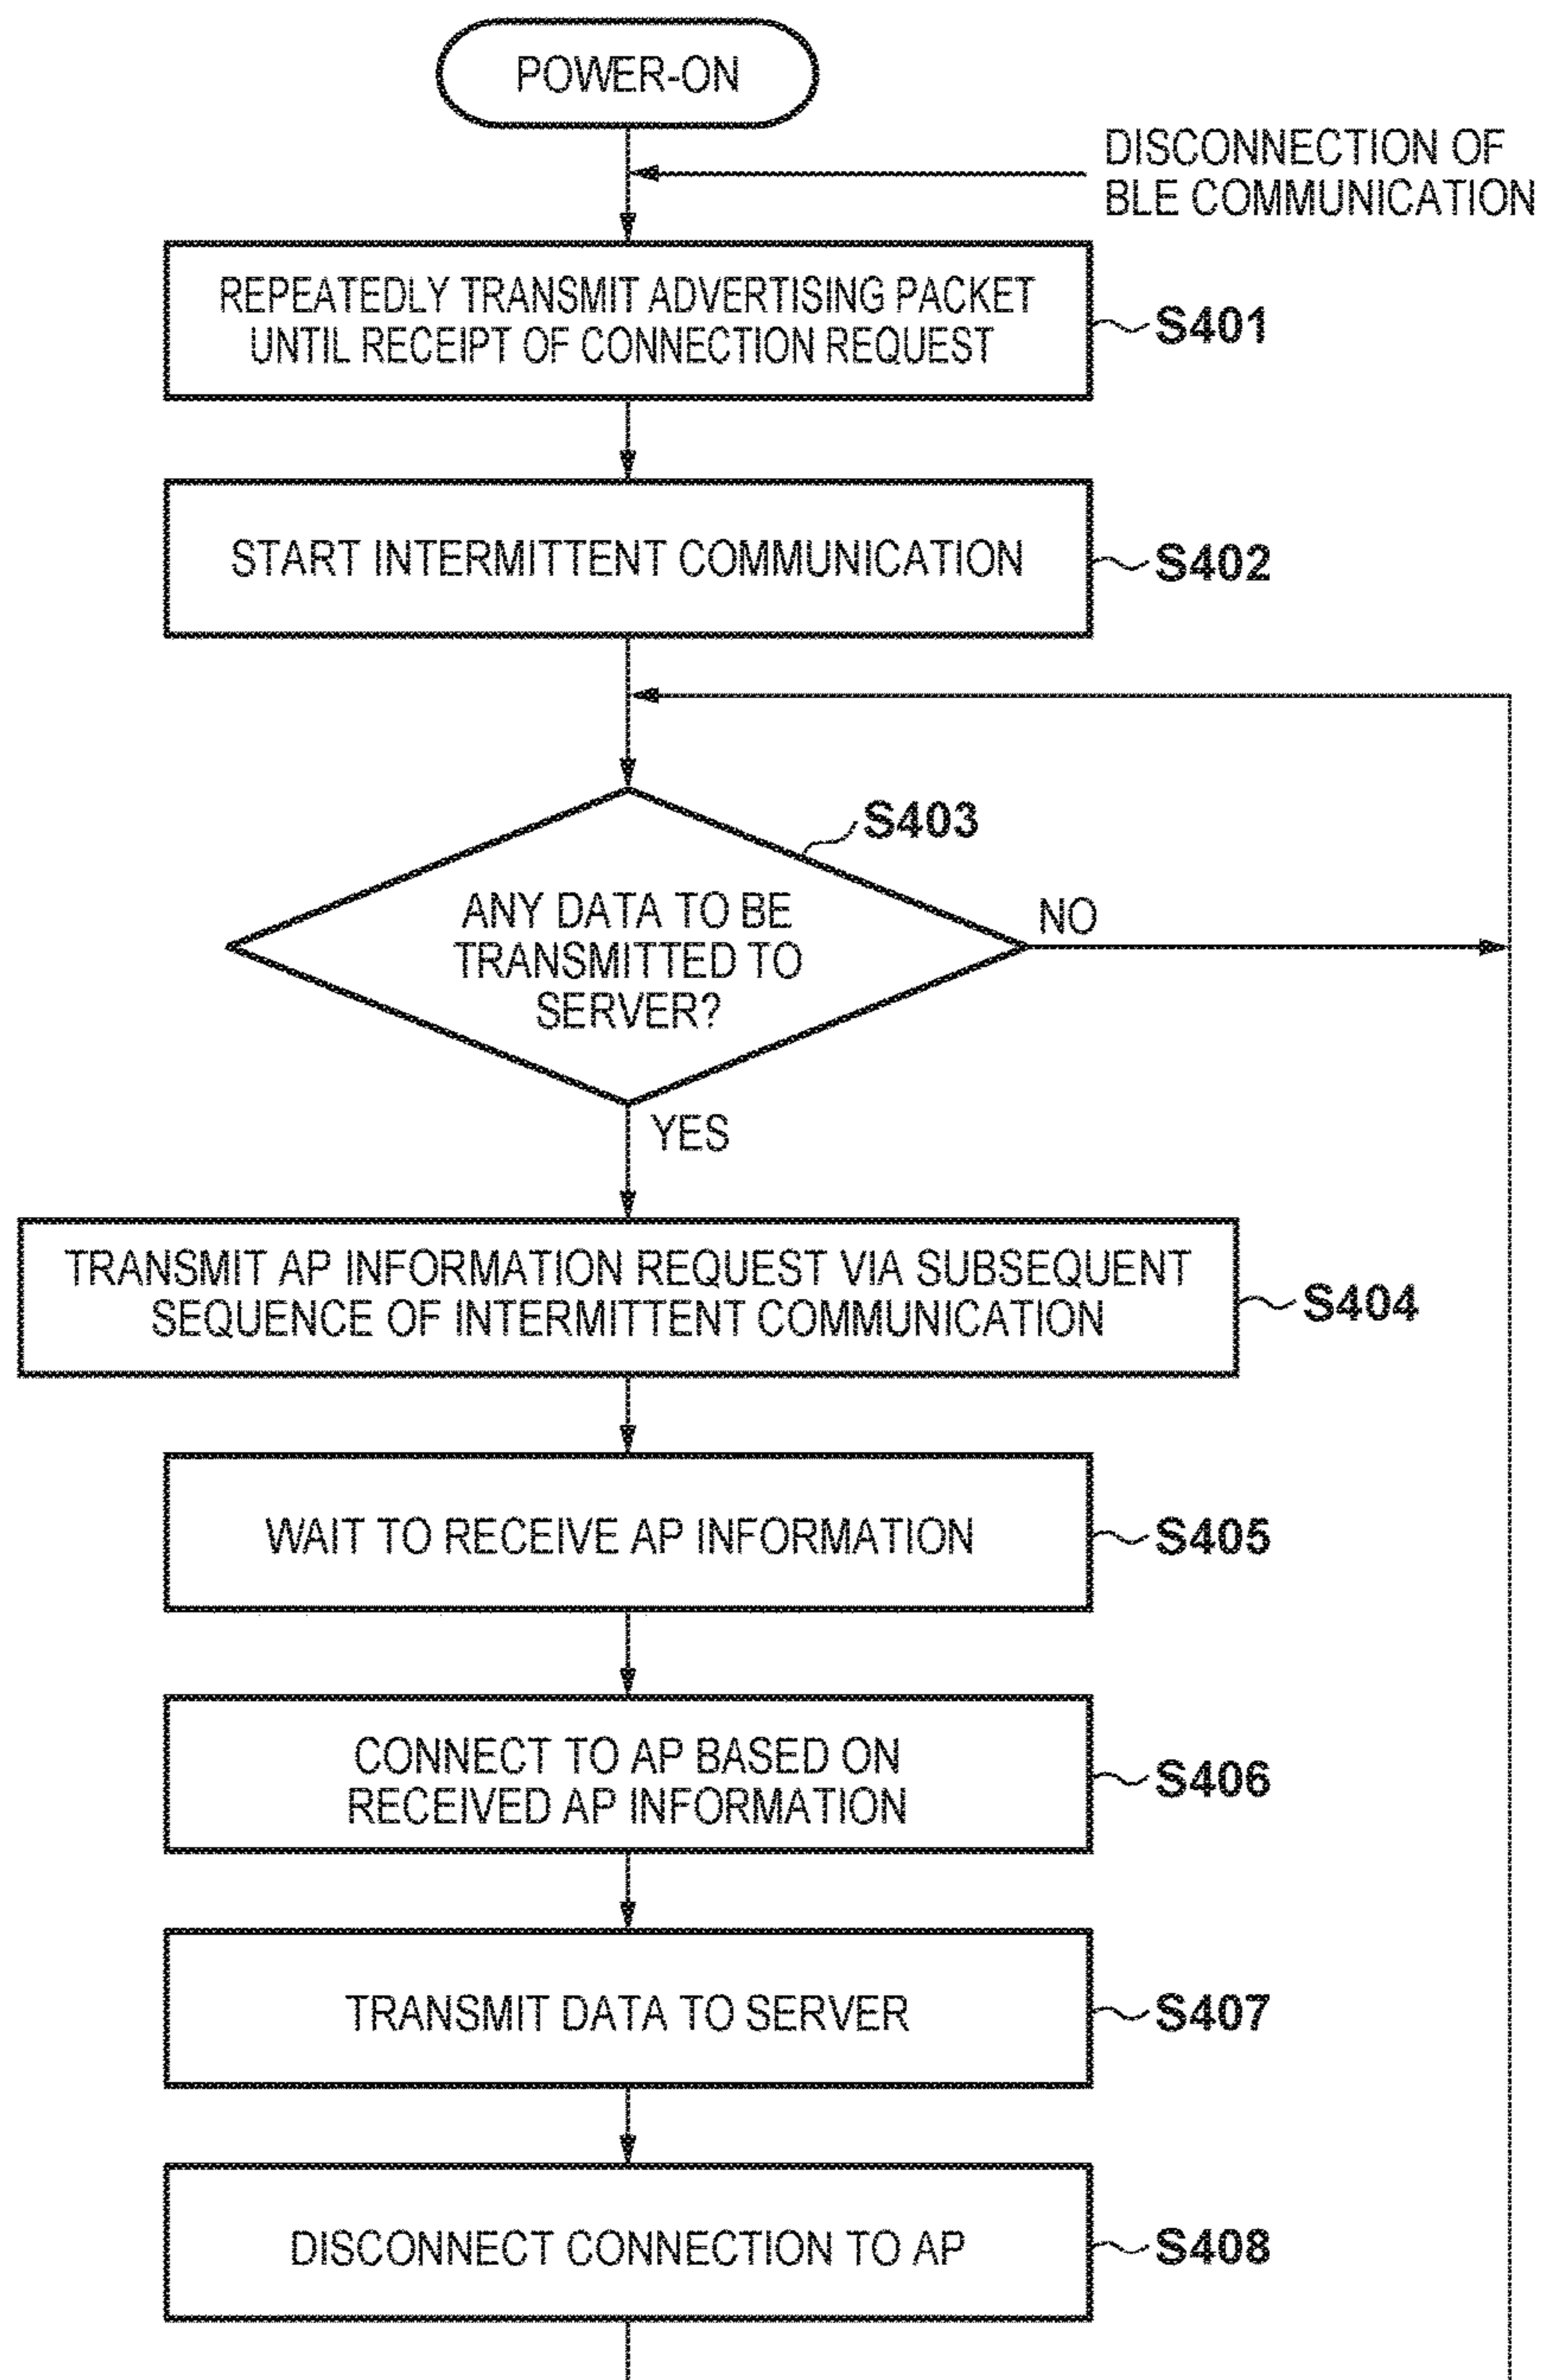 POWER-ON
DISCONNECTION OF
BLE COMMUNICATION
REPEATEDLY TRANSMIT ADVERTISING PACKET
UNTIL RECEIPT OF CONNECTION REQUEST
S401
START INTERMITTENT COMMUNICATION
S402
S403
ANY DATA TO BE
TRANSMITTED TO
SERVER?
NO
YES
TRANSMIT AP INFORMATION REQUEST VIA SUBSEQUENT
SEQUENCE OF INTERMITTENT COMMUNICATION
S404
WAIT TO RECEIVE AP INFORMATION
S405
CONNECT TO AP BASED ON
RECEIVED AP INFORMATION
S406
TRANSMIT DATA TO SERVER
S407
DISCONNECT CONNECTION TO AP
S408